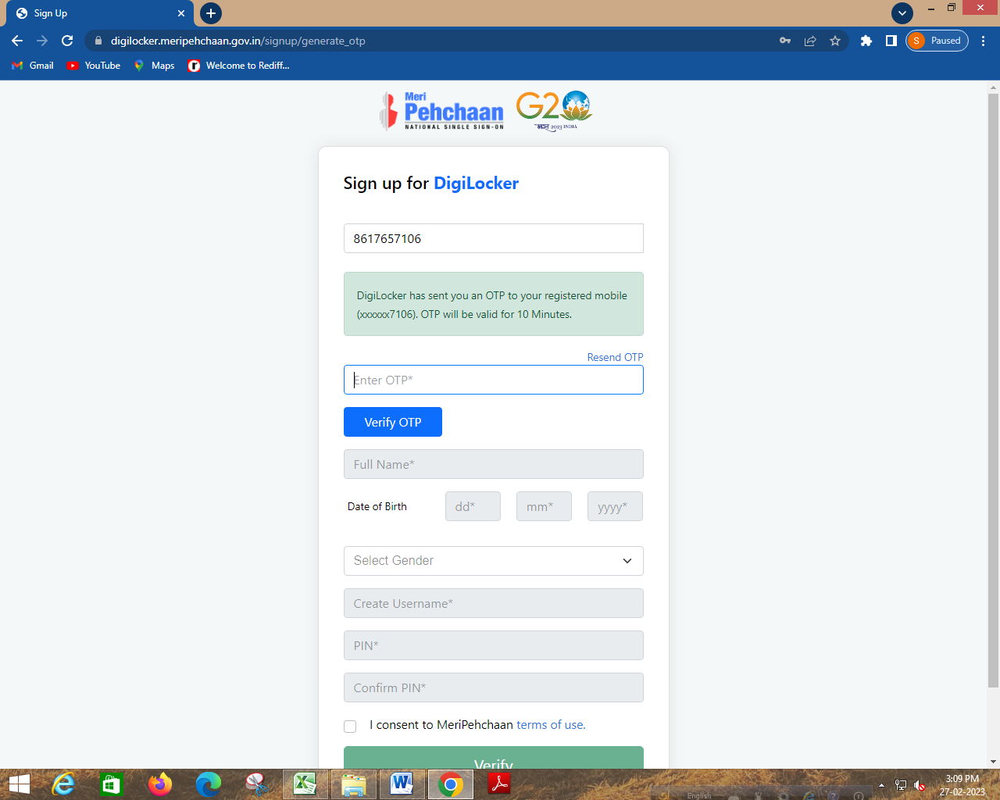 Sign Up
digilocker.meripehchaan.gov.in/signup/generate_otp
S Paused
Gmail YouTube Maps Welcome to Rediff...
Meri
Pehchaan
NATIONAL SINGLE SIGN-ON
G20
भारत 2023 INDIA
Sign up for DigiLocker
8617657106
DigiLocker has sent you an OTP to your registered mobile
(xxxxxx7106). OTP will be valid for 10 Minutes.
Resend OTP
Enter OTP*
Verify OTP
Full Name*
Date of Birth dd* mm* yyyy*
Select Gender
Create Username*
PIN*
Confirm PIN*
I consent to MeriPehchaan terms of use.
Verify
English
3:09 PM
27-02-2023